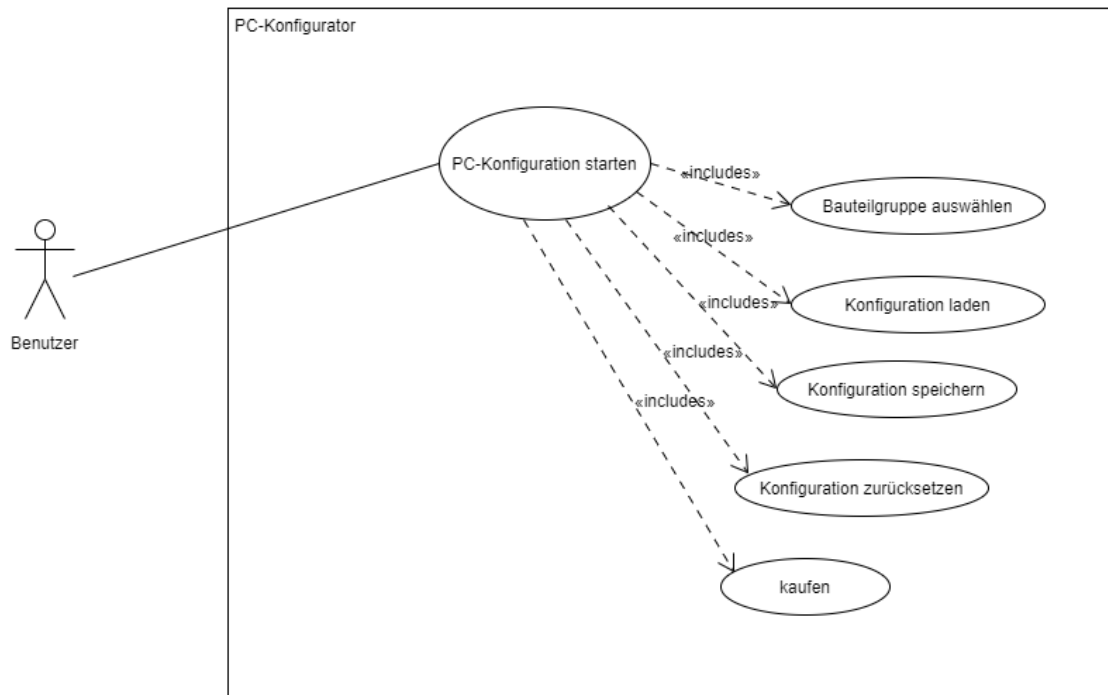 PC-Konfigurator
PC-Konfiguration starten
«includes»
Bauteilgruppe auswählen
«includes»
Konfiguration laden
«includes»
Benutzer
«includes»
Konfiguration speichern
«includes»
Konfiguration zurücksetzen
kaufen